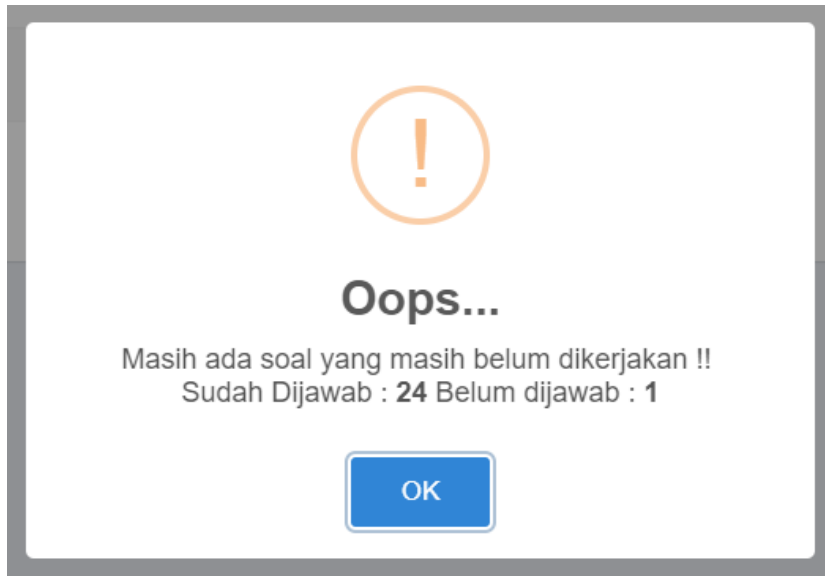 !
Oops...
Masih ada soal yang masih belum dikerjakan !!
Sudah Dijawab : 24 Belum dijawab : 1
OK